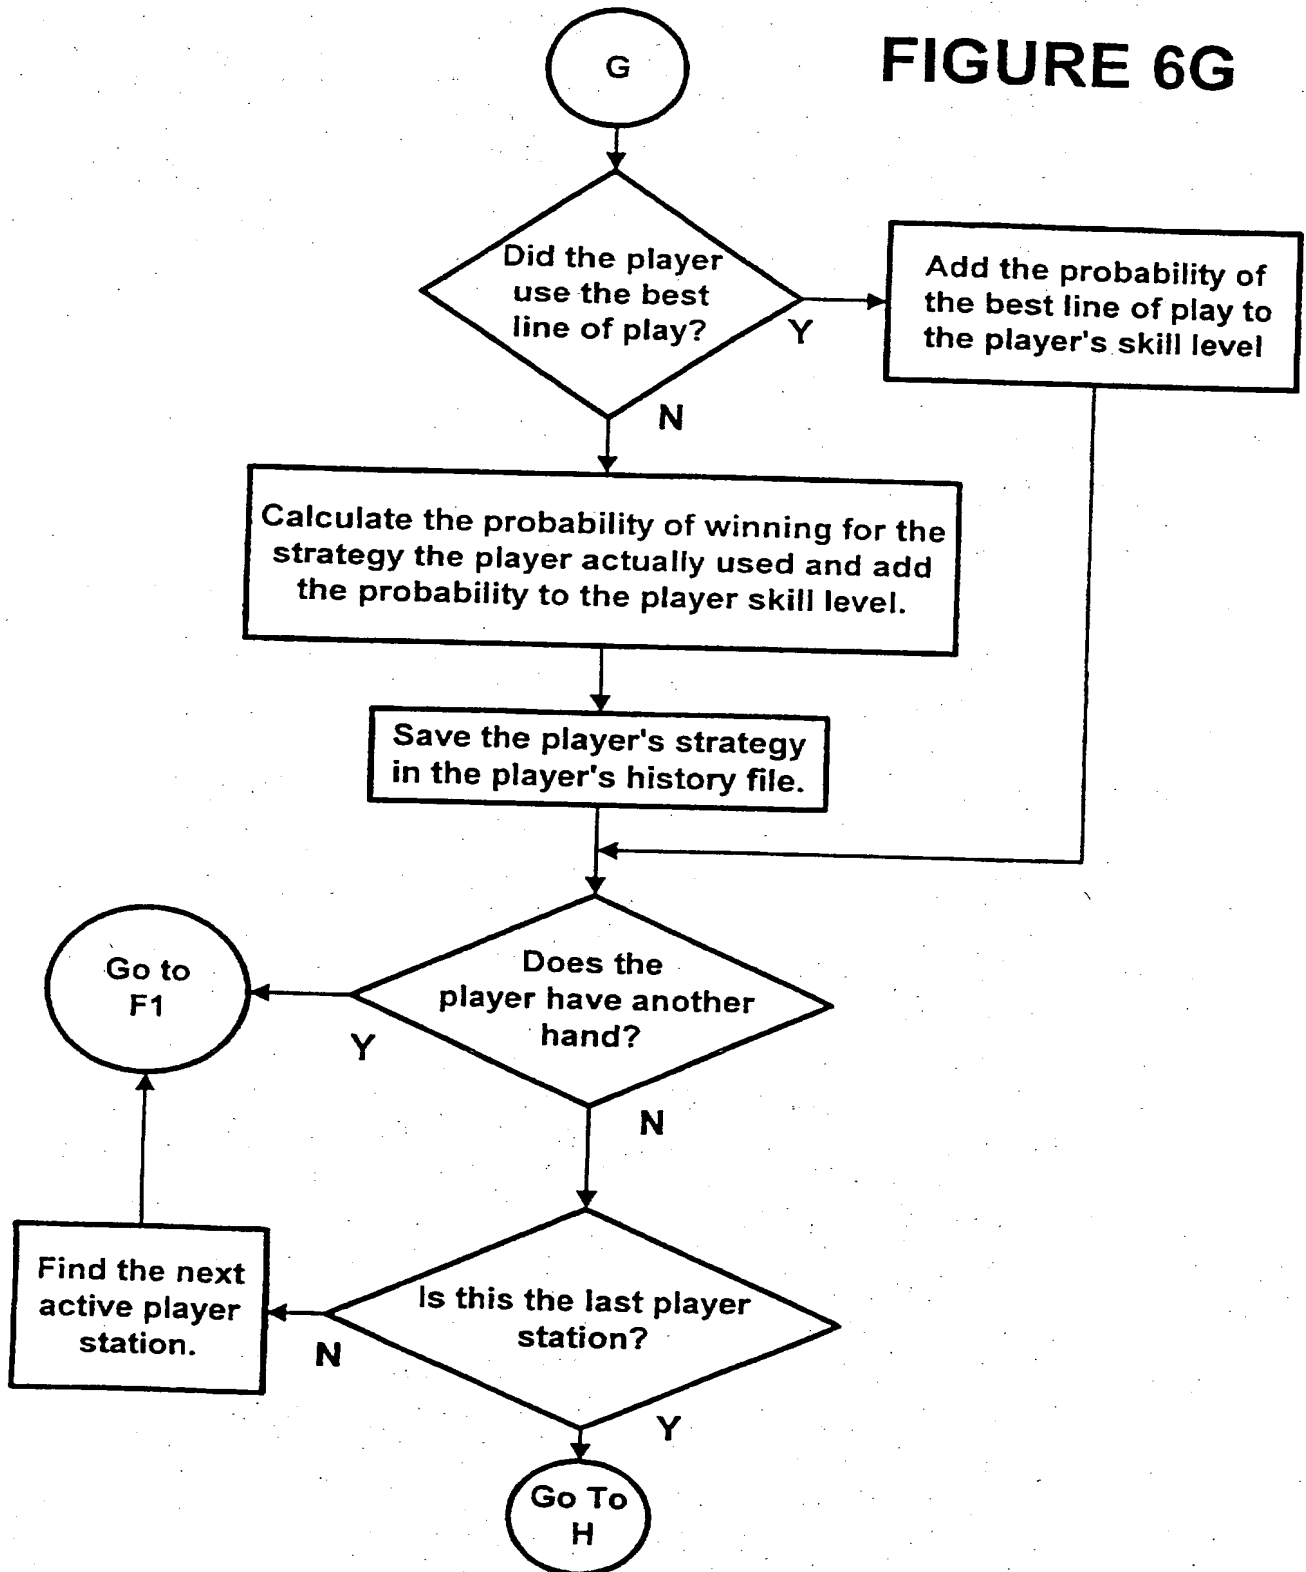 FIGURE 6G
G
Did the player
use the best
line of play?
Y
Add the probability of
the best line of play to
the player's skill level
N
Calculate the probability of winning for the
strategy the player actually used and add
the probability to the player skill level.
Save the player's strategy
in the player's history file.
Go to
F1
Does the
player have another
hand?
Y
N
Find the next
active player
station.
Is this the last player
station?
N
Y
Go To
H